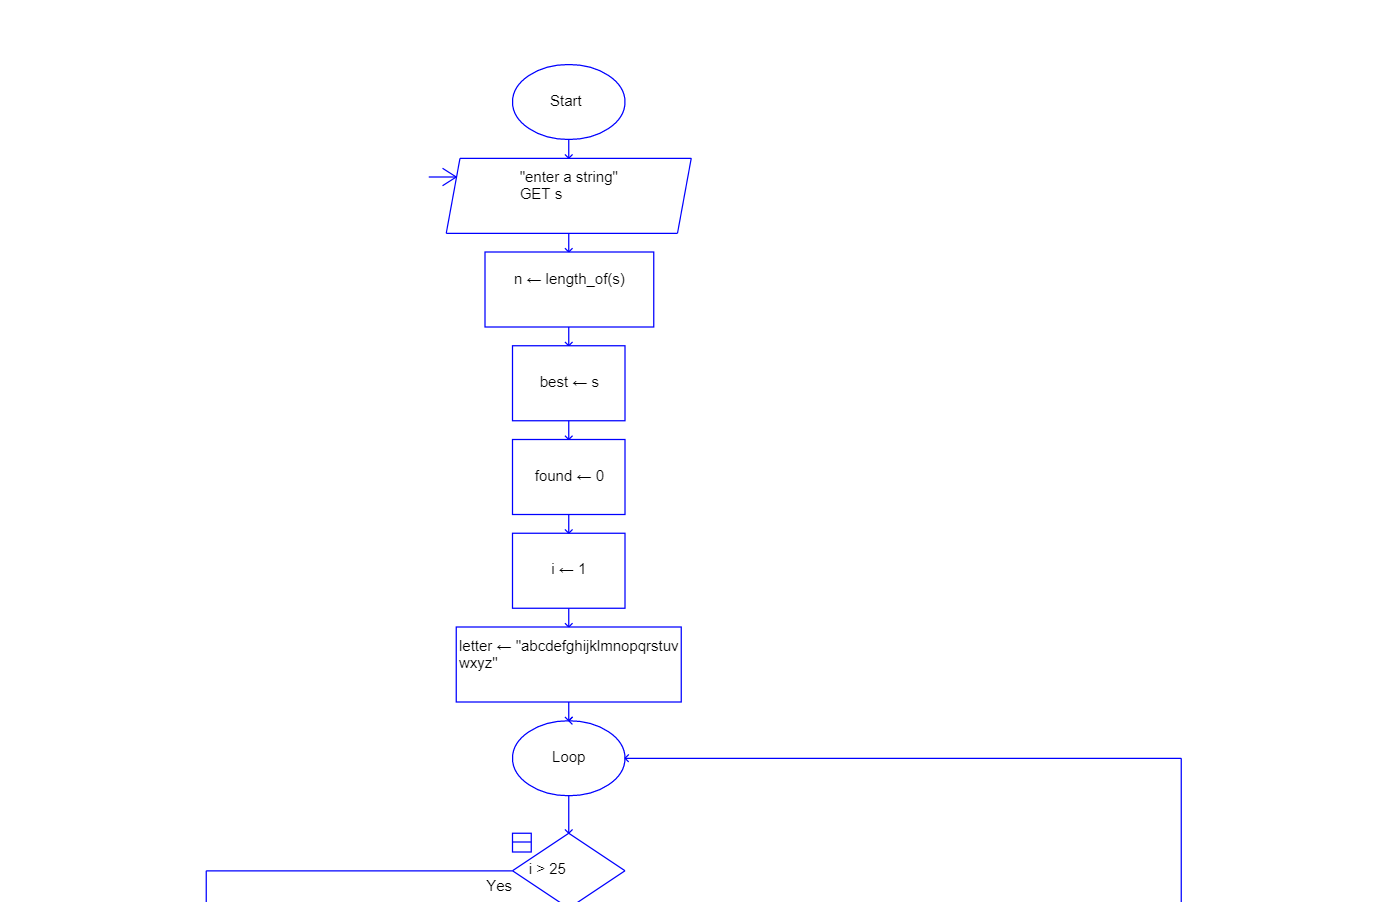 Start
"enter a string"
GET s
n ← length_of(s)
best ← s
found ← 0
i ← 1
letter ← "abcdefghijklmnopqrstuv
wxyz"
Loop
i > 25
Yes